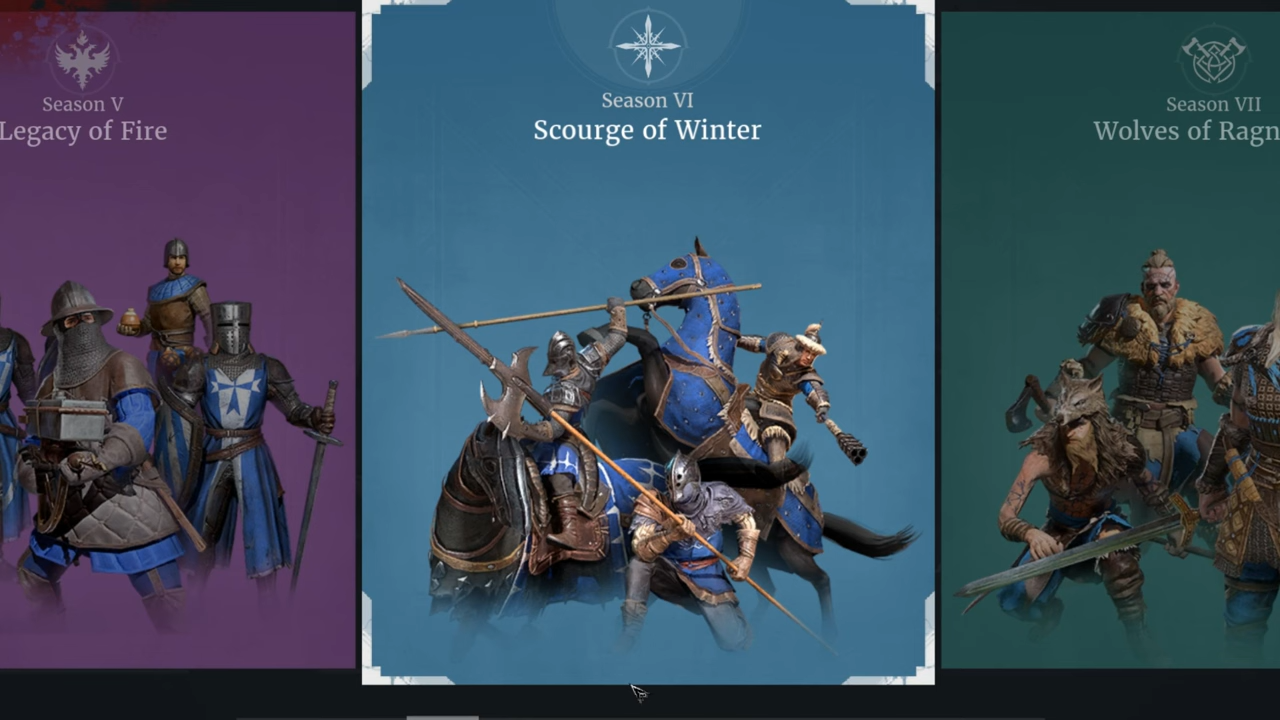 Season V
Legacy of Fire
Season VI
Scourge of Winter
Season VII
Wolves of Ragn